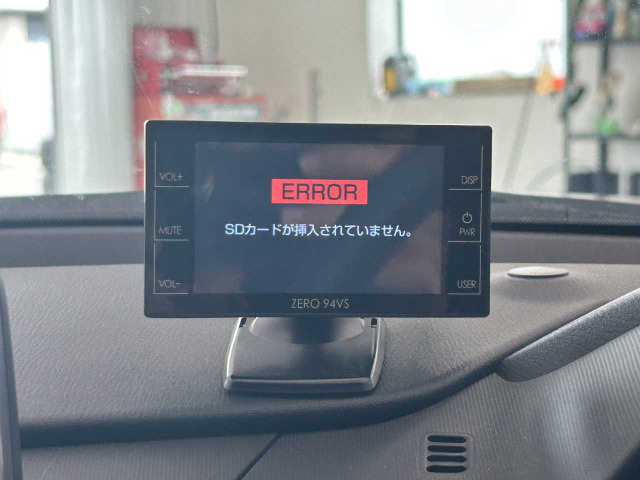 VOL+
DISP
ERROR
MUTE
SDカードが挿入されていません。
PWR
VOL-
USER
ZERO 94VS